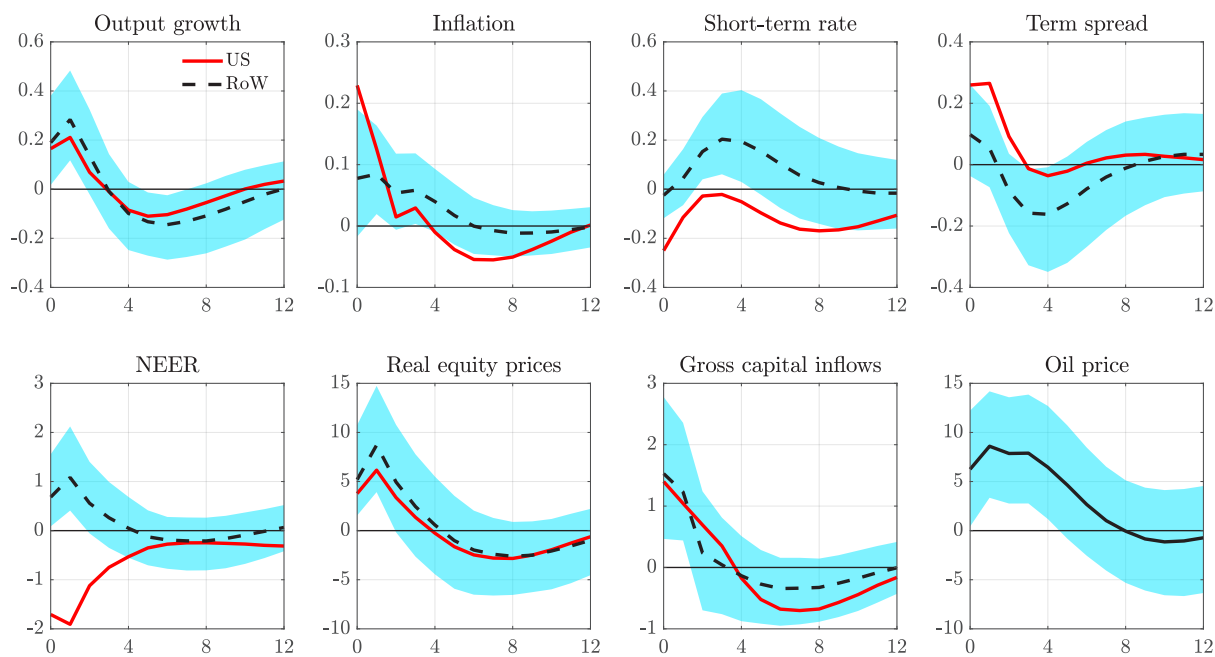 Output growth
Inflation
Short-term rate
Term spread
0.6
0.4
0.2
0
-0.2
-0.4
US
RoW
0 4 8 12
0.3
0.2
0.1
0
-0.1
0 4 8 12
0.6
0.4
0.2
0
-0.2
-0.4
0 4 8 12
0.4
0.2
0
-0.2
-0.4
0 4 8 12
NEER
Real equity prices
Gross capital inflows
Oil price
3
2
1
0
-1
-2
0 4 8 12
15
10
5
0
-5
-10
0 4 8 12
3
2
1
0
-1
0 4 8 12
15
10
5
0
-5
-10
0 4 8 12